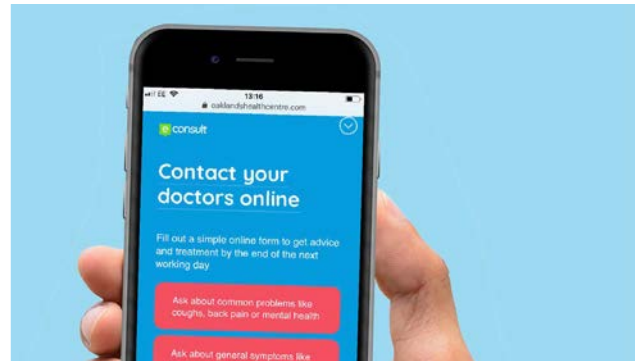 EE 13:16
oaklandshealthcentre.com
e consult
Contact your
doctors online
Fill out a simple online form to get advice
and treatment by the end of the next
working day
Ask about common problems like
coughs, back pain or mental health
Ask about general symptoms like